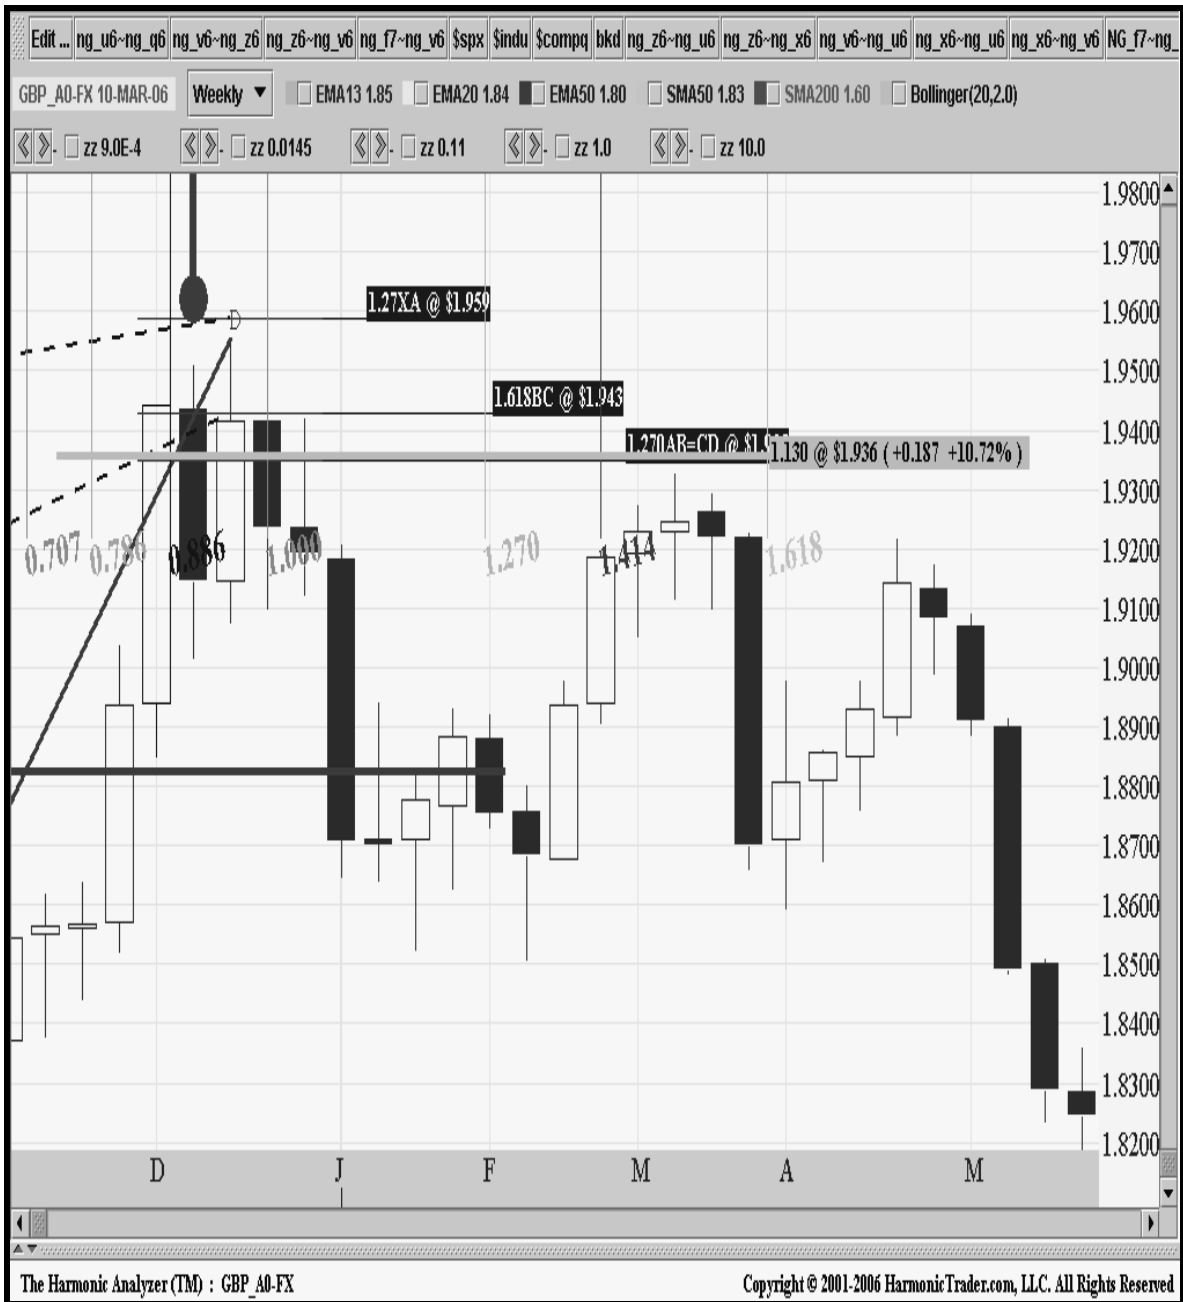 Edit ... ng_u6~ng_q6 ng_v6~ng_z6 ng_z6~ng_v6 ng_f7~ng_v6 $spx $indu $compq bkd ng_z6~ng_u6 ng_z6~ng_x6 ng_v6~ng_u6 ng_x6~ng_u6 ng_x6~ng_v6 NG_f7~ng_
GBP_A0-FX 10-MAR-06 Weekly EMA13 1.85 EMA20 1.84 EMA50 1.80 SMA50 1.83 SMA200 1.60 Bollinger(20,2.0)
zz 9.0E-4 zz 0.0145 zz 0.11 zz 1.0 zz 10.0
1.9800
1.9700
1.27XA @ $1.959
1.9600
D
1.9500
1.618BC @ $1.943
1.9400
1.270AB=CD @
1.130 @ $1.936 ( +0.187 +10.72% )
1.9300
0.707 0.786 0.886 1.000 1.270 1.414 1.618
1.9200
1.9100
1.9000
1.8900
1.8800
1.8700
1.8600
1.8500
1.8400
1.8300
1.8200
D J F M A M
The Harmonic Analyzer (TM) : GBP_A0-FX
Copyright © 2001-2006 HarmonicTrader.com, LLC. All Rights Reserved